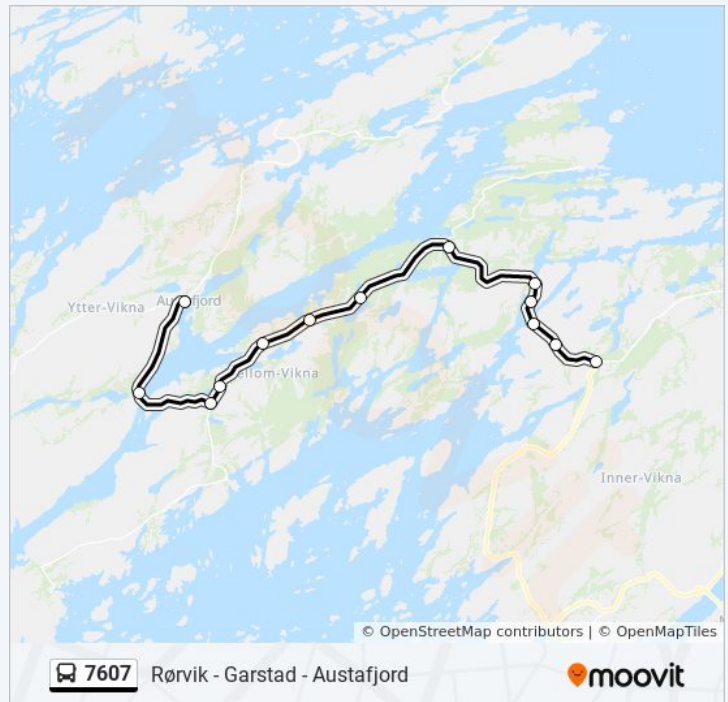 Ytter-Vikna
Austafjord
Mellom-Vikna
Inner-Vikna
© OpenStreetMap contributors | © OpenMapTiles
7607 Rørvik - Garstad - Austafjord
moovit